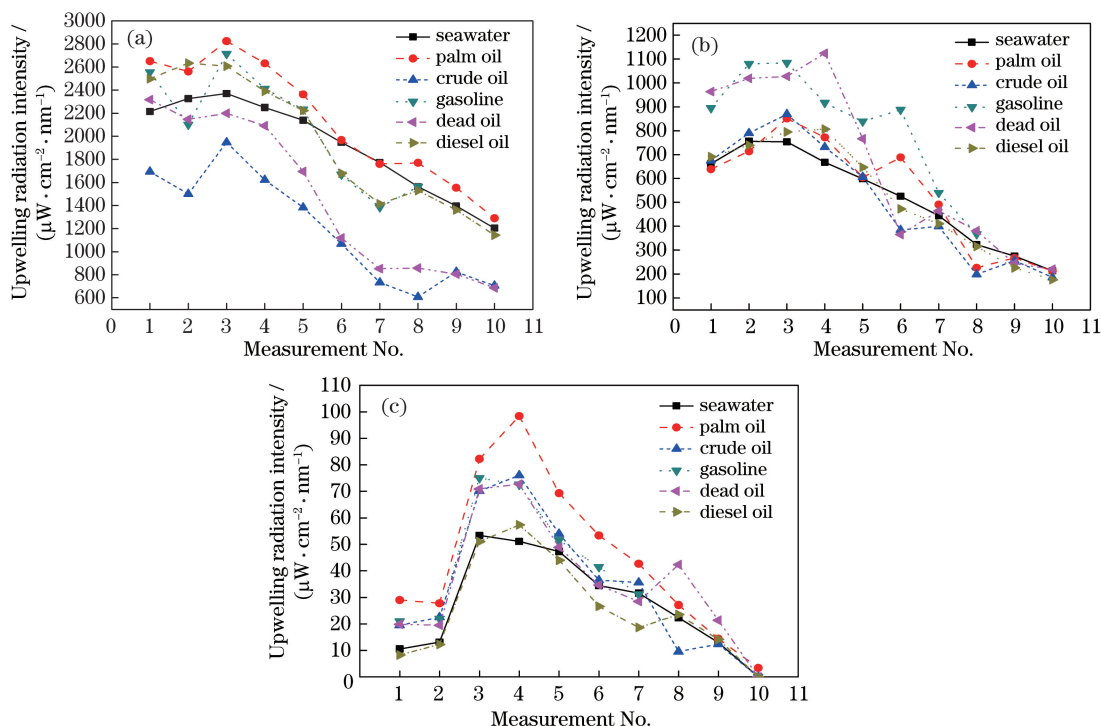 (a)
Upwelling radiation intensity /
(μW · cm⁻² · nm⁻¹)
3000
2800
2600
2400
2200
2000
1800
1600
1400
1200
1000
800
600
seawater
palm oil
crude oil
gasoline
dead oil
diesel oil
0 1 2 3 4 5 6 7 8 9 10 11
Measurement No.
(b)
Upwelling radiation intensity /
(μW · cm⁻² · nm⁻¹)
1200
1100
1000
900
800
700
600
500
400
300
200
100
seawater
palm oil
crude oil
gasoline
dead oil
diesel oil
0 1 2 3 4 5 6 7 8 9 10 11
Measurement No.
(c)
Upwelling radiation intensity /
(μW · cm⁻² · nm⁻¹)
110
100
90
80
70
60
50
40
30
20
10
0
seawater
palm oil
crude oil
gasoline
dead oil
diesel oil
1 2 3 4 5 6 7 8 9 10 11
Measurement No.